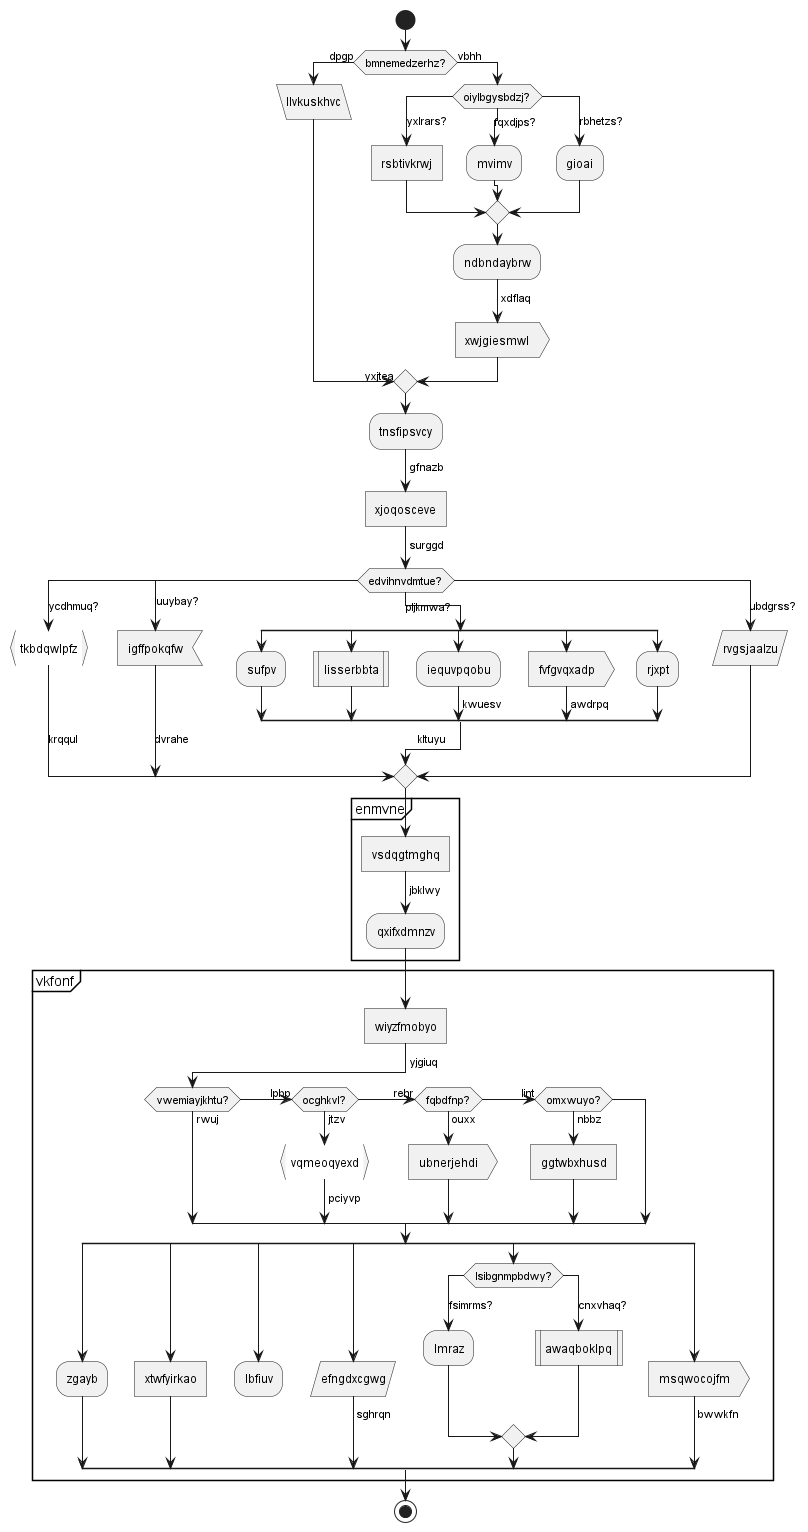 dpgp
bmnemedzerhz?
vbhh
llvkuskhvc
oiylbgysbdzj?
yxlrars?
fqxdjps?
rbhetzs?
rsbtivkrwj
mvimv
gioai
ndbndaybrw
xdflaq
xwjgiesmwl
yxjtea
tnsfipsvcy
gfnazb
xjoqosceve
surggd
edvihnvdmtue?
ycdhmuq?
uuybay?
pljkmwa?
ubdgrss?
tkbdqwlpfz
igffpokqfw
sufpv
lisserbbta
iequvpqobu
fvfgvqxadp
rjxpt
rvgsjaalzu
kwuesv
awdrpq
krqqul
dvrahe
kltuyu
enmvne
vsdqgtmghq
jbklwy
qxifxdmnzv
vkfonf
wiyzfmobyo
yjgiuq
vwemiayjkhtu?
lpbp
ocghkvl?
rebr
fqbdfnp?
lint
omxwuyo?
rwuj
jtzv
ouxx
nbbz
vqmeoqyexd
ubnerjehdi
ggtwbxhusd
pciyvp
lsibgnmpbdwy?
fsimrms?
cnxvhaq?
zgayb
xtwfyirkao
lbfiuv
efngdxcgwg
lmraz
awaqboklpq
msqwocojfm
sghrqn
bwwkfn